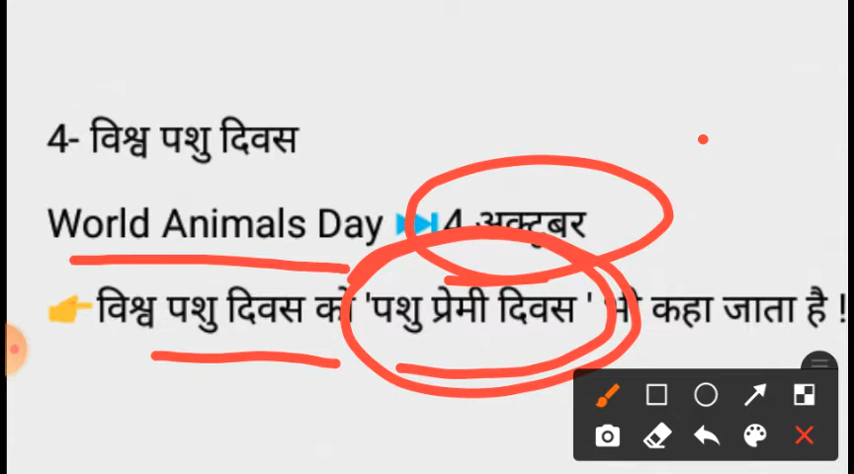 4- विश्व पशु दिवस
World Animals Day ⏭4 अक्टूबर
👉विश्व पशु दिवस को 'पशु प्रेमी दिवस ' भी कहा जाता है !